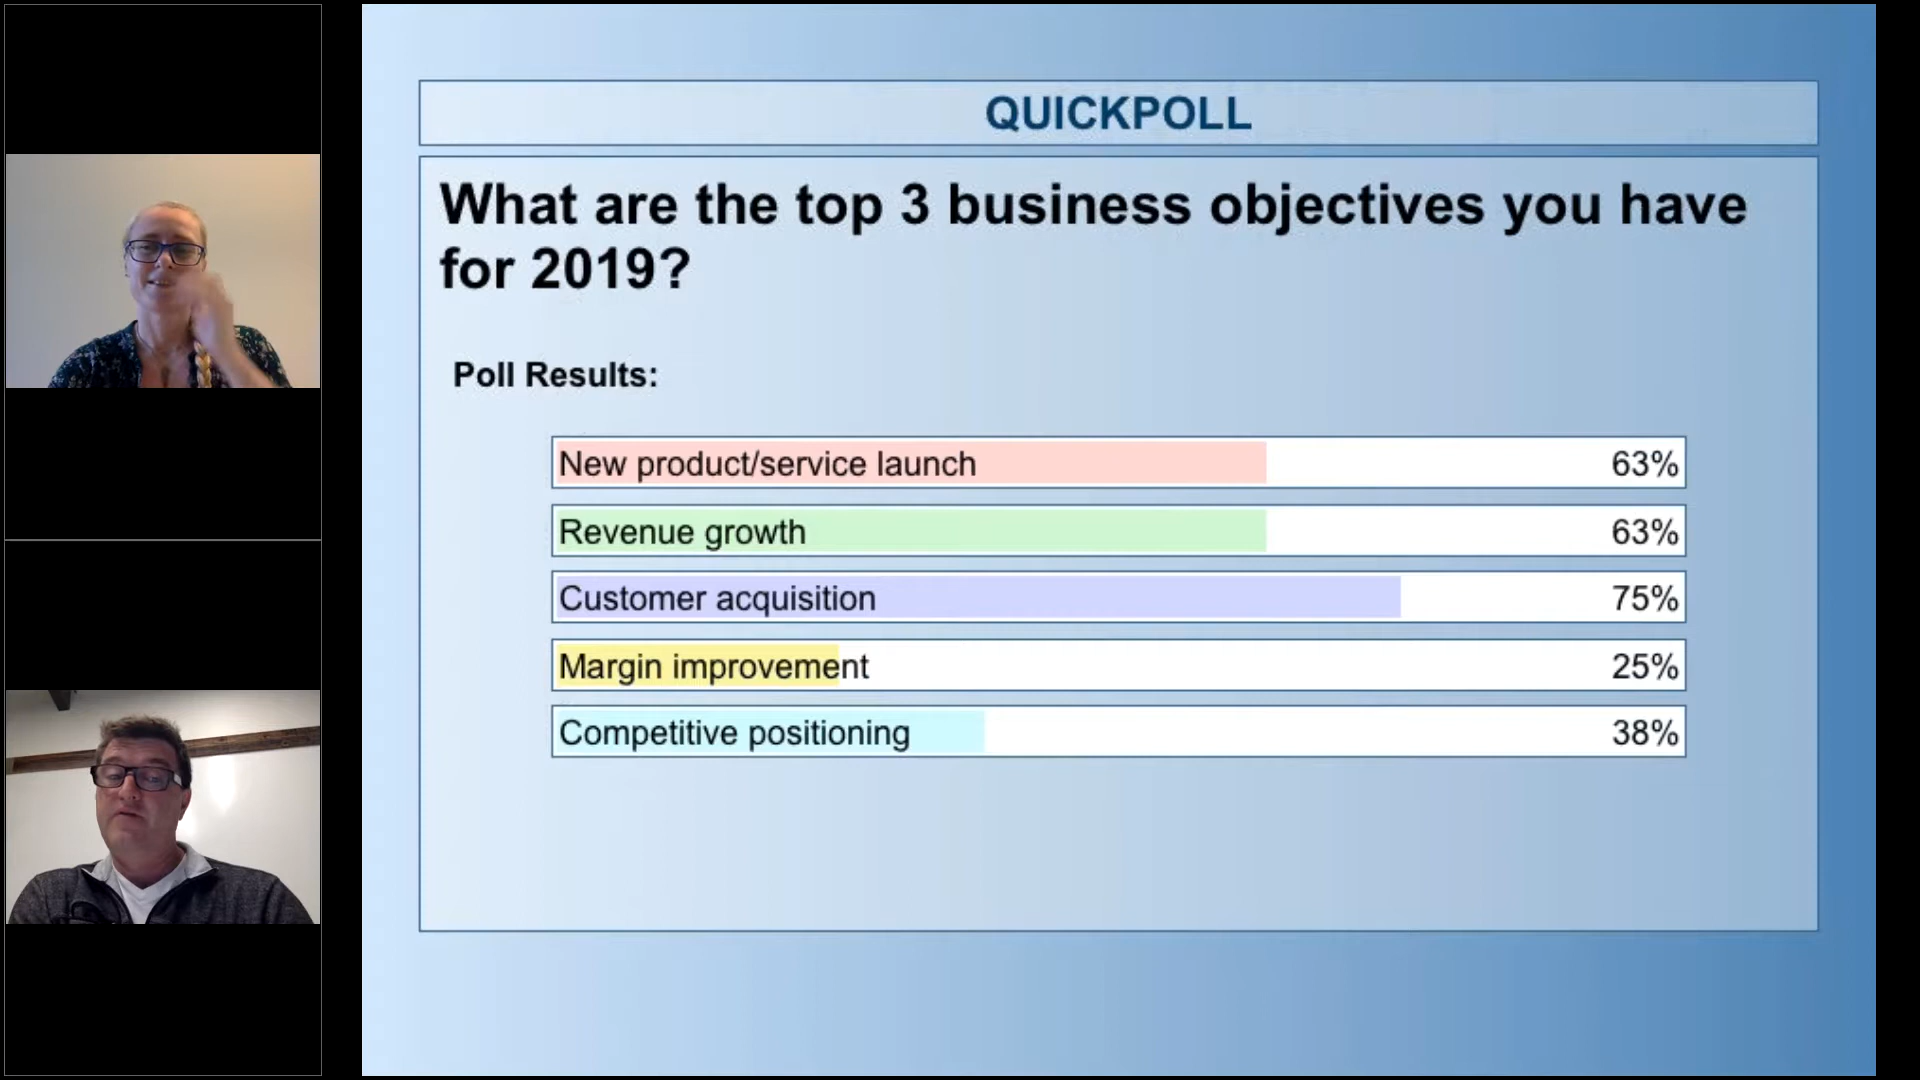 QUICKPOLL
What are the top 3 business objectives you have
for 2019?
Poll Results:
New product/service launch 63%
Revenue growth 63%
Customer acquisition 75%
Margin improvement 25%
Competitive positioning 38%